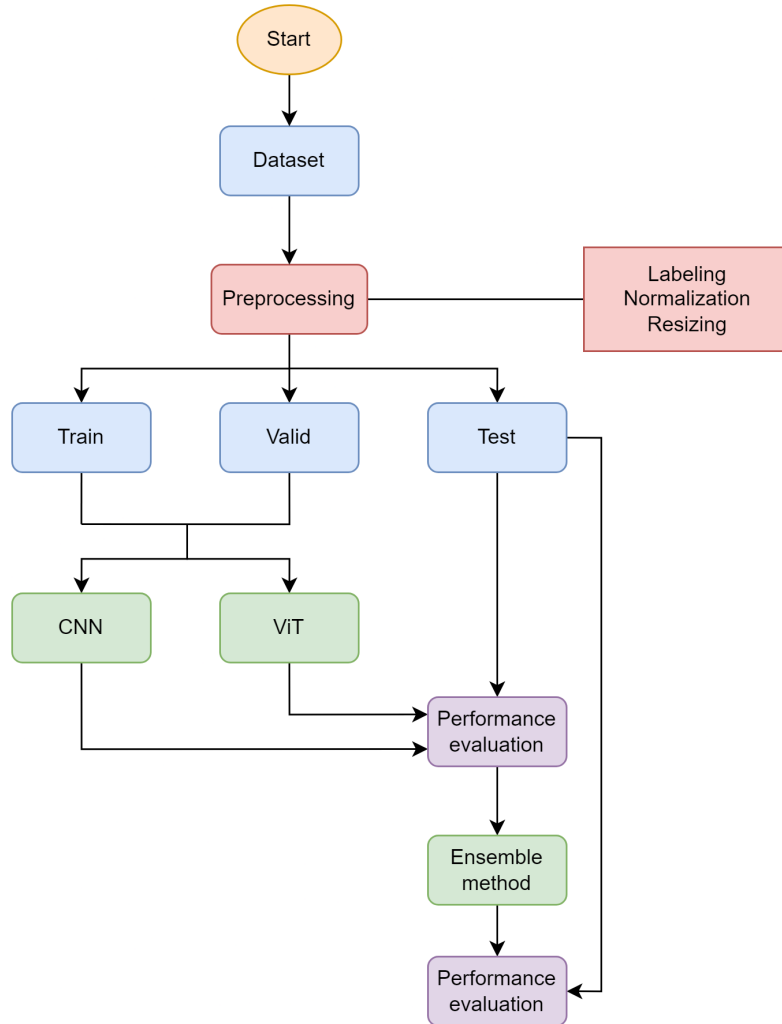 Start
Dataset
Preprocessing
Labeling
Normalization
Resizing
Train
Valid
Test
CNN
ViT
Performance
evaluation
Ensemble
method
Performance
evaluation